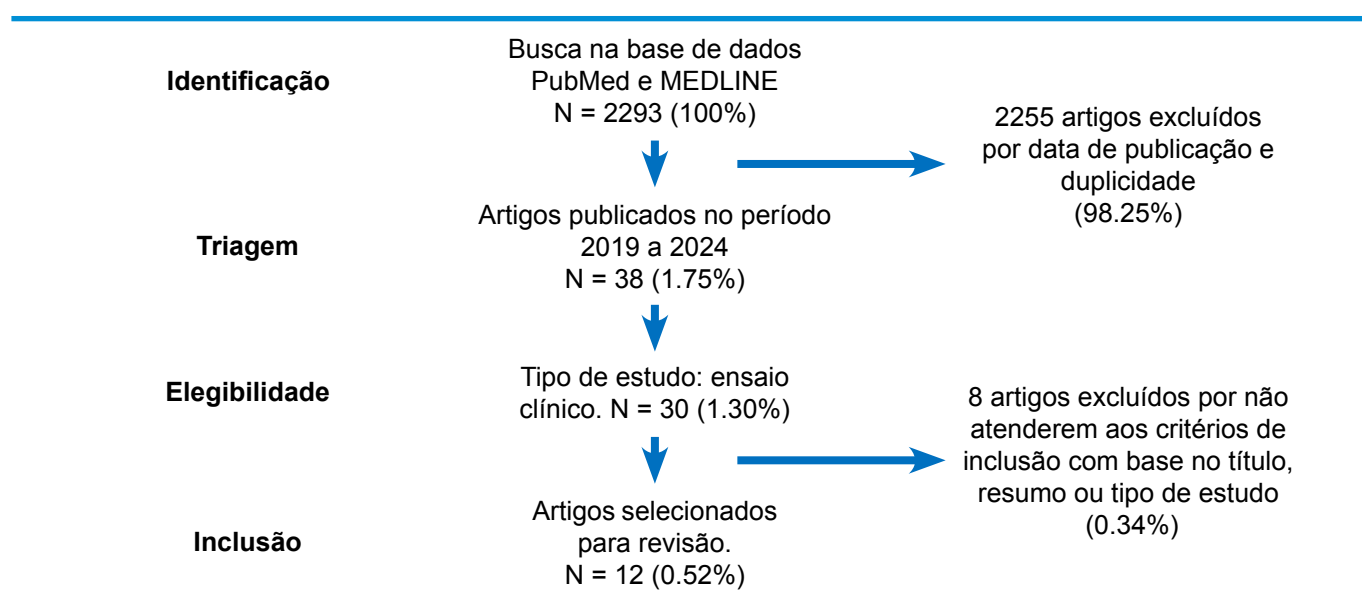 Identificação
Busca na base de dados
PubMed e MEDLINE
N = 2293 (100%)
2255 artigos excluídos
por data de publicação e
duplicidade
(98.25%)
Triagem
Artigos publicados no período
2019 a 2024
N = 38 (1.75%)
Elegibilidade
Tipo de estudo: ensaio
clínico. N = 30 (1.30%)
8 artigos excluídos por não
atenderem aos critérios de
inclusão com base no título,
resumo ou tipo de estudo
(0.34%)
Inclusão
Artigos selecionados
para revisão.
N = 12 (0.52%)